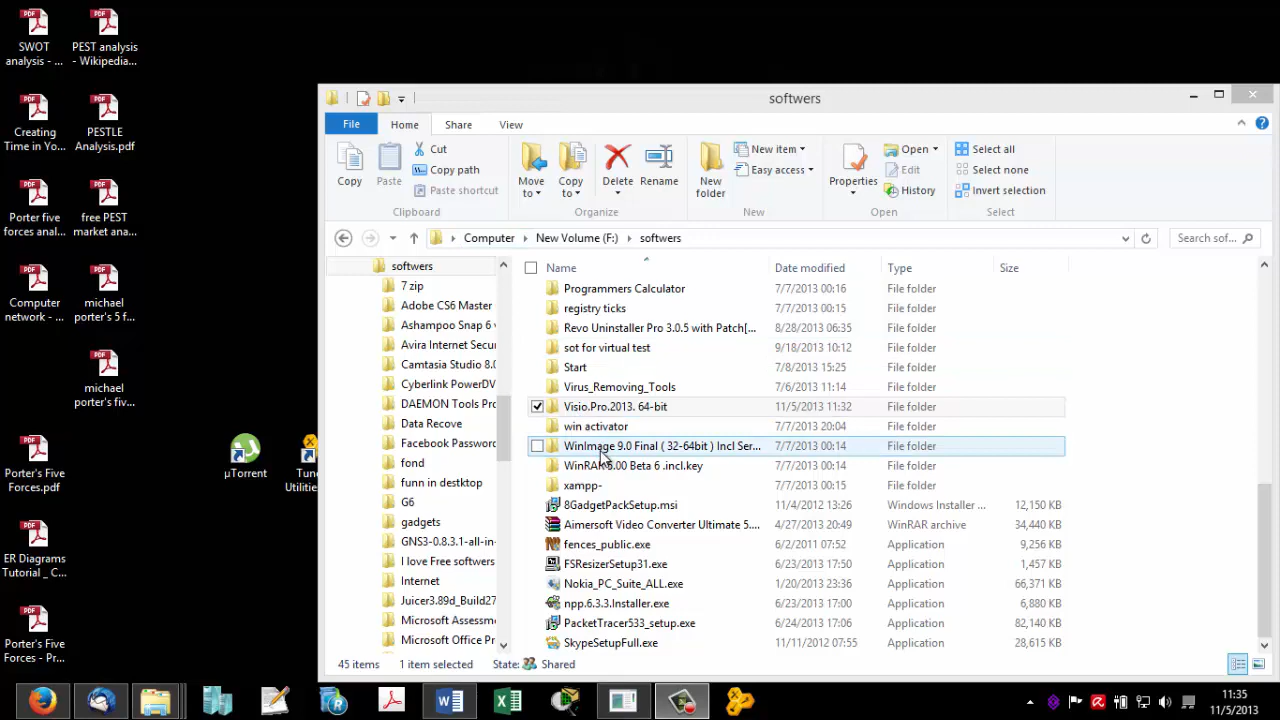 SWOT
analysis - ...
PEST analysis
- Wikipedia...
Creating
Time in Yo...
PESTLE
Analysis.pdf
Porter five
forces anal...
free PEST
market ana...
Computer
network - ...
michael
porter's 5 f...
michael
porter's fiv...
Porter's Five
Forces.pdf
µTorrent
Tune
Utilities
ER Diagrams
Tutorial _ C...
Porter's Five
Forces - Pr...
softwers
File Home Share View
Copy
Paste
Cut
Copy path
Paste shortcut
Clipboard
Move
to
Copy
to
Delete
Rename
Organize
New
folder
New item
Easy access
New
Properties
Open
Edit
History
Open
Select all
Select none
Invert selection
Select
Computer New Volume (F:) softwers
Search sof...
softwers
7 zip
Adobe CS6 Master
Ashampoo Snap 6
Avira Internet Secu
Camtasia Studio 8.0
Cyberlink PowerDV
DAEMON Tools Pro
Data Recove
Facebook Passwor
fond
funn in desktop
G6
gadgets
GNS3-0.8.3.1-all-in-
I love Free softwers
Internet
Juicer3.89d_Build27
Microsoft Assessm
Microsoft Office Pr
Name Date modified Type Size
Programmers Calculator 7/7/2013 00:16 File folder
registry ticks 7/7/2013 00:15 File folder
Revo Uninstaller Pro 3.0.5 with Patch[... 8/28/2013 06:35 File folder
sot for virtual test 9/18/2013 10:12 File folder
Start 7/8/2013 15:25 File folder
Virus_Removing_Tools 7/6/2013 11:14 File folder
Visio.Pro.2013. 64-bit 11/5/2013 11:32 File folder
win activator 7/7/2013 20:04 File folder
WinImage 9.0 Final ( 32-64bit ) Incl Ser... 7/7/2013 00:14 File folder
.00 Beta 6 .incl.key 7/7/2013 00:14 File folder
xampp- 7/7/2013 00:15 File folder
8GadgetPackSetup.msi 11/4/2012 13:26 Windows Installer ... 12,150 KB
Aimersoft Video Converter Ultimate 5.... 4/27/2013 20:49 WinRAR archive 34,440 KB
fences_public.exe 6/2/2011 07:52 Application 9,256 KB
FSResizerSetup31.exe 6/23/2013 17:50 Application 1,457 KB
Nokia_PC_Suite_ALL.exe 1/20/2013 23:36 Application 66,371 KB
npp.6.3.3.Installer.exe 6/23/2013 17:00 Application 6,880 KB
PacketTracer533_setup.exe 6/24/2013 17:06 Application 82,140 KB
SkypeSetupFull.exe 11/11/2012 07:55 Application 28,615 KB
45 items 1 item selected State: Shared
11:35
11/5/2013